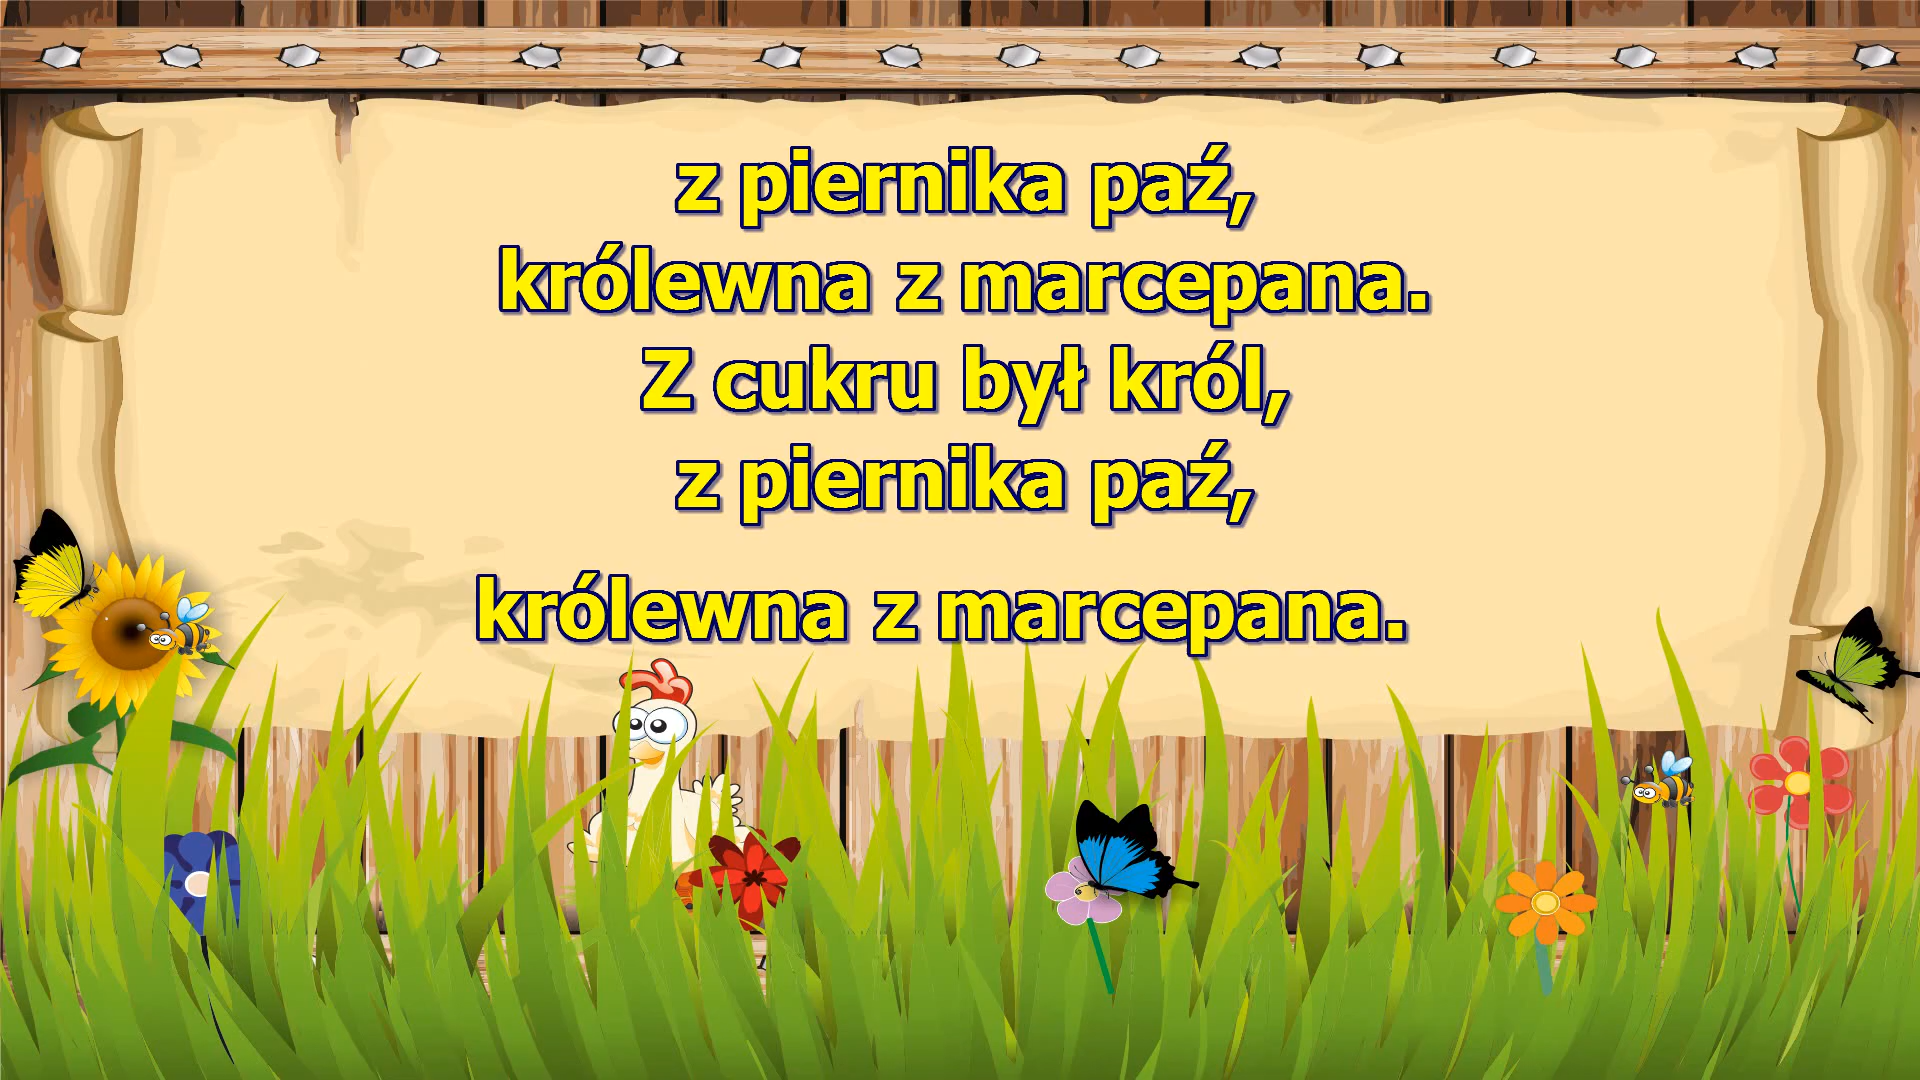 z piernika paź,
królewna z marcepana.
Z cukru był król,
z piernika paź,
królewna z marcepana.